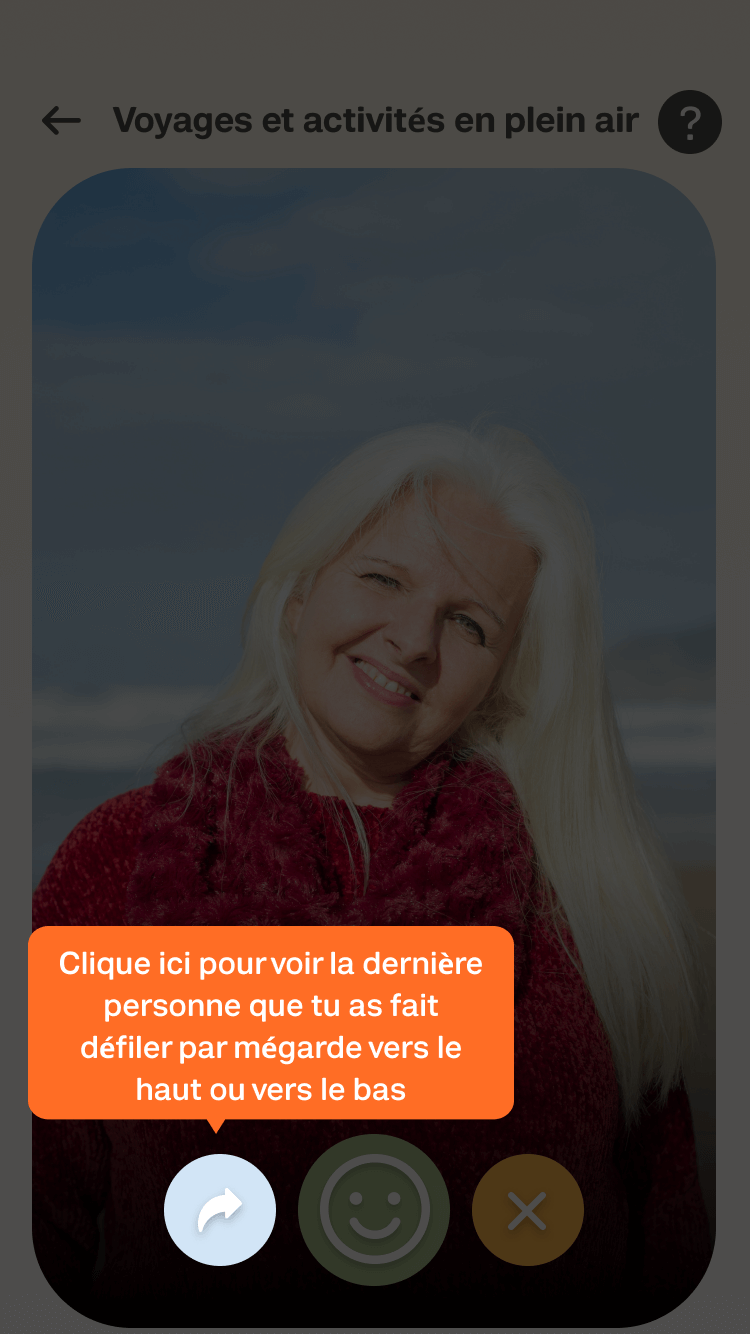 Voyages et activités en plein air ?
Clique ici pour voir la dernière
personne que tu as fait
défiler par mégarde vers le
haut ou vers le bas